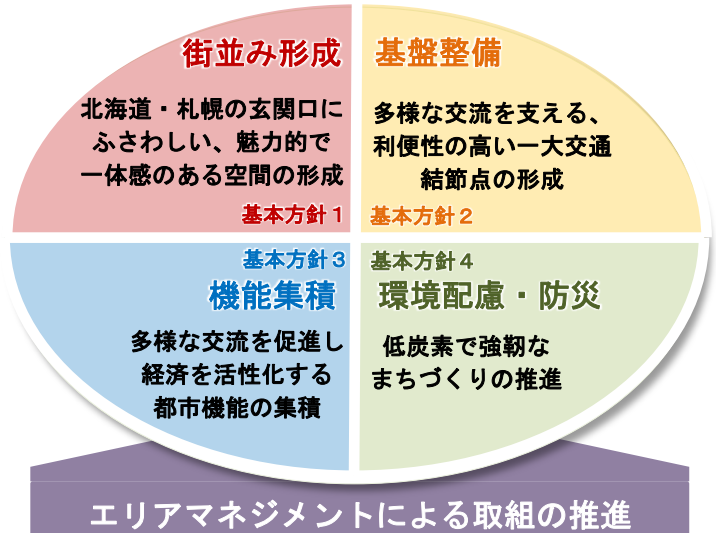 街並み形成
北海道・札幌の玄関口に
ふさわしい、魅力的で
一体感のある空間の形成
基本方針１
基盤整備
多様な交流を支える、
利便性の高い一大交通
結節点の形成
基本方針２
基本方針３
機能集積
多様な交流を促進し
経済を活性化する
都市機能の集積
基本方針４
環境配慮・防災
低炭素で強靭な
まちづくりの推進
エリアマネジメントによる取組の推進